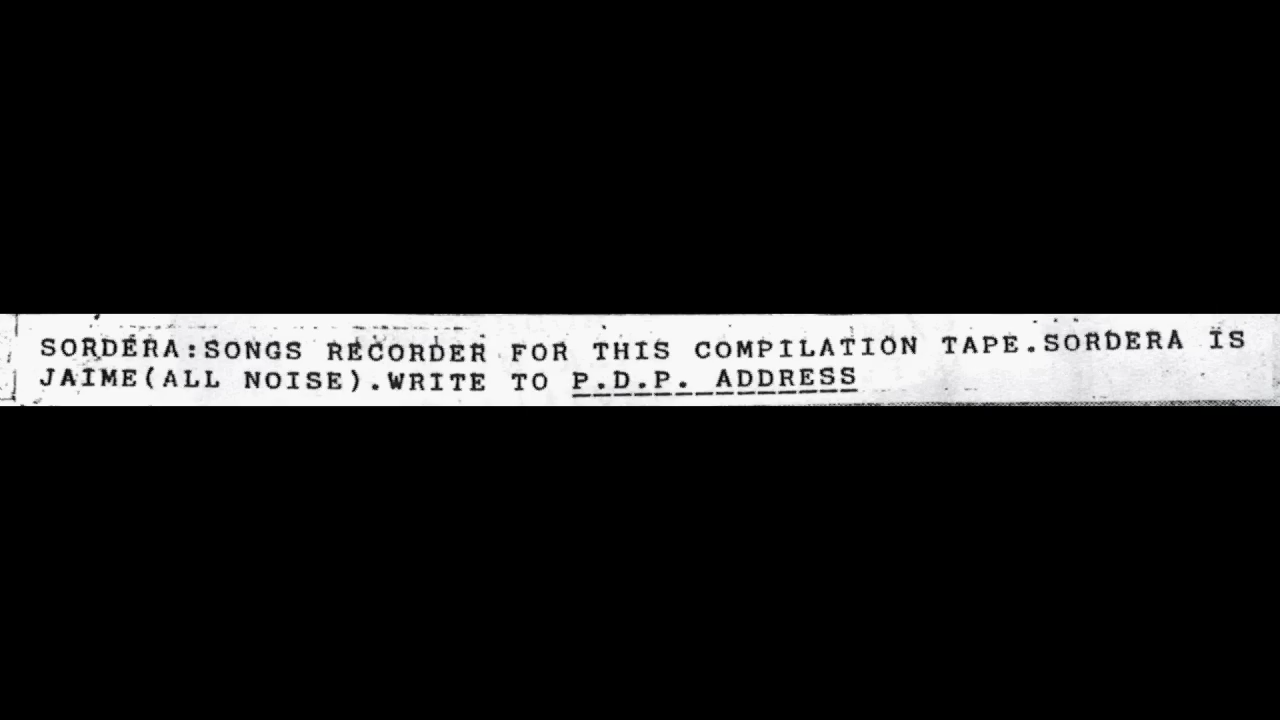 SORDERA:SONGS RECORDER FOR THIS COMPILATION TAPE.SORDERA IS
JAIME(ALL NOISE).WRITE TO P.D.P. ADDRESS